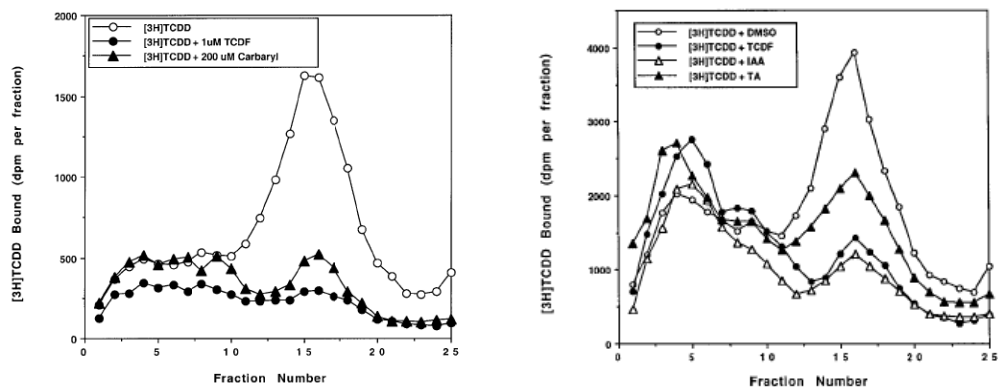 [3H]TCDD
[3H]TCDD + 1uM TCDF
[3H]TCDD + 200 uM Carbaryl
2000
1500
1000
500
0
[3H]TCDD Bound (dpm per fraction)
0 5 10 15 20 25
Fraction Number
[3H]TCDD + DMSO
[3H]TCDD + TCDF
[3H]TCDD + IAA
[3H]TCDD + TA
4000
3000
2000
1000
0
[3H]TCDD Bound (dpm per fraction)
0 5 10 15 20 25
Fraction Number